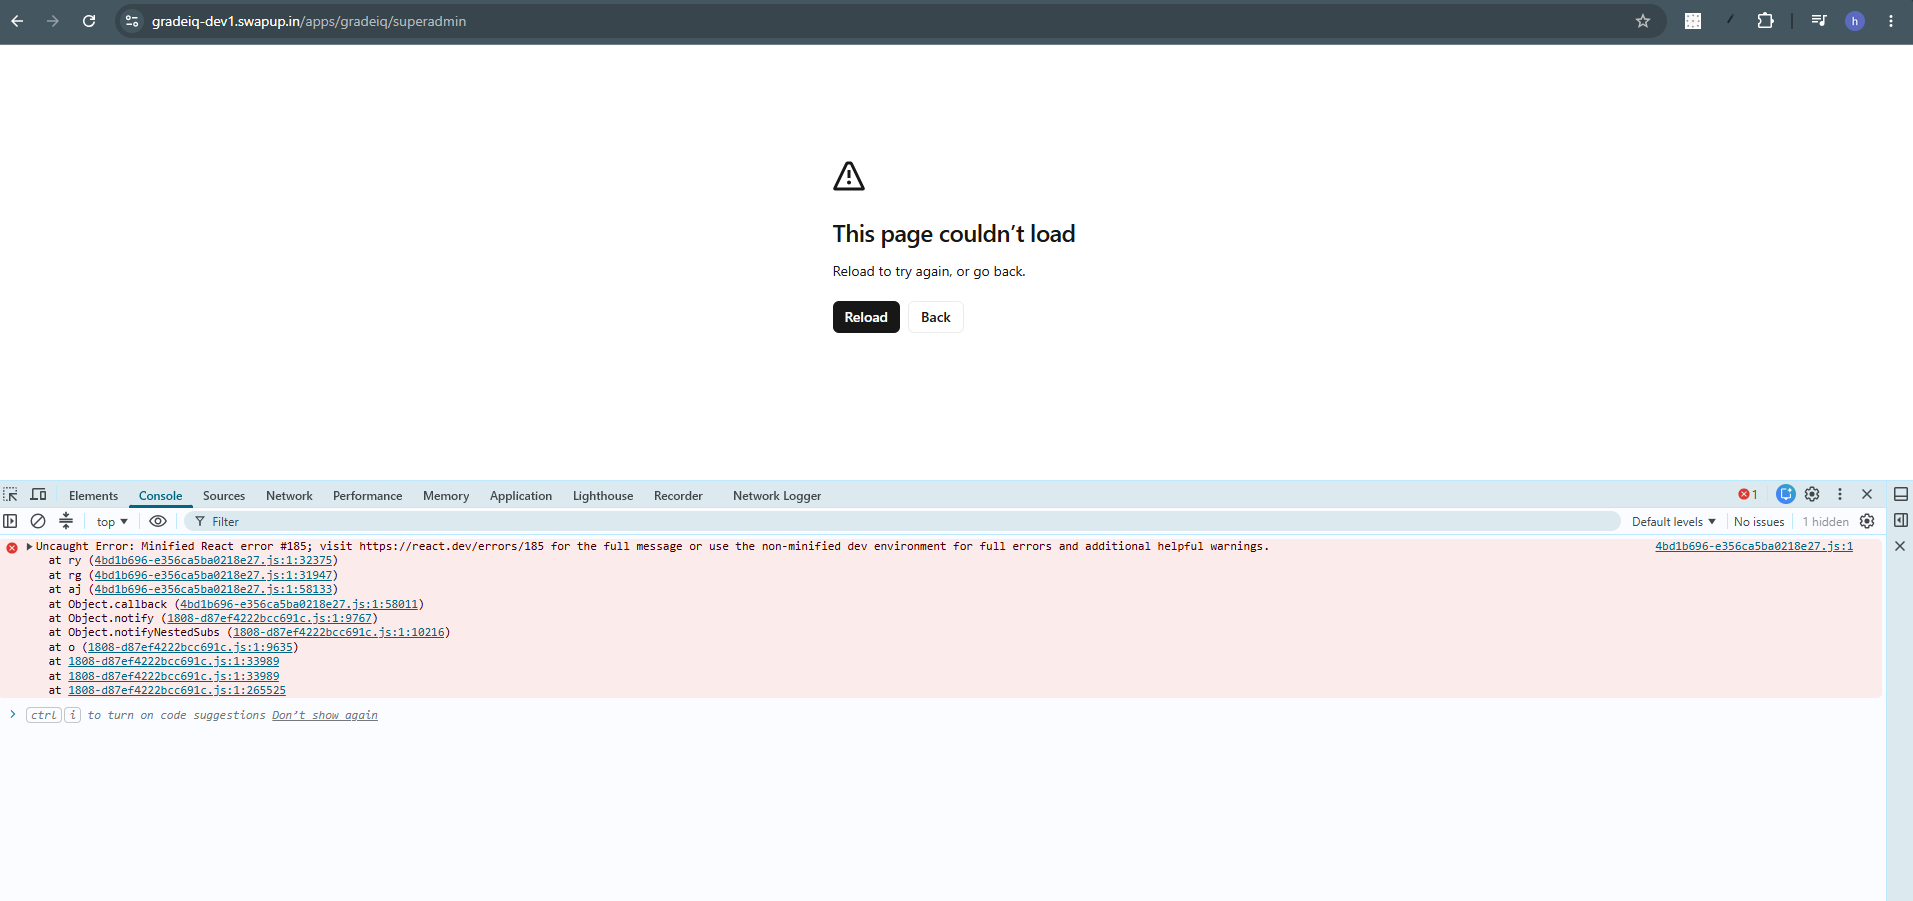 gradeiq-dev1.swapup.in/apps/gradeiq/superadmin
h
This page couldn’t load
Reload to try again, or go back.
Reload Back
Elements Console Sources Network Performance Memory Application Lighthouse Recorder Network Logger 1
top Filter Default levels No issues 1 hidden
Uncaught Error: Minified React error #185; visit https://react.dev/errors/185 for the full message or use the non-minified dev environment for full errors and additional helpful warnings. 4bd1b696-e356ca5ba0218e27.js:1
at ry (4bd1b696-e356ca5ba0218e27.js:1:32375)
at rg (4bd1b696-e356ca5ba0218e27.js:1:31947)
at aj (4bd1b696-e356ca5ba0218e27.js:1:58133)
at Object.callback (4bd1b696-e356ca5ba0218e27.js:1:58011)
at Object.notify (1808-d87ef4222bcc691c.js:1:9767)
at Object.notifyNestedSubs (1808-d87ef4222bcc691c.js:1:10216)
at o (1808-d87ef4222bcc691c.js:1:9635)
at 1808-d87ef4222bcc691c.js:1:33989
at 1808-d87ef4222bcc691c.js:1:33989
at 1808-d87ef4222bcc691c.js:1:265525
ctrl i to turn on code suggestions Don’t show again